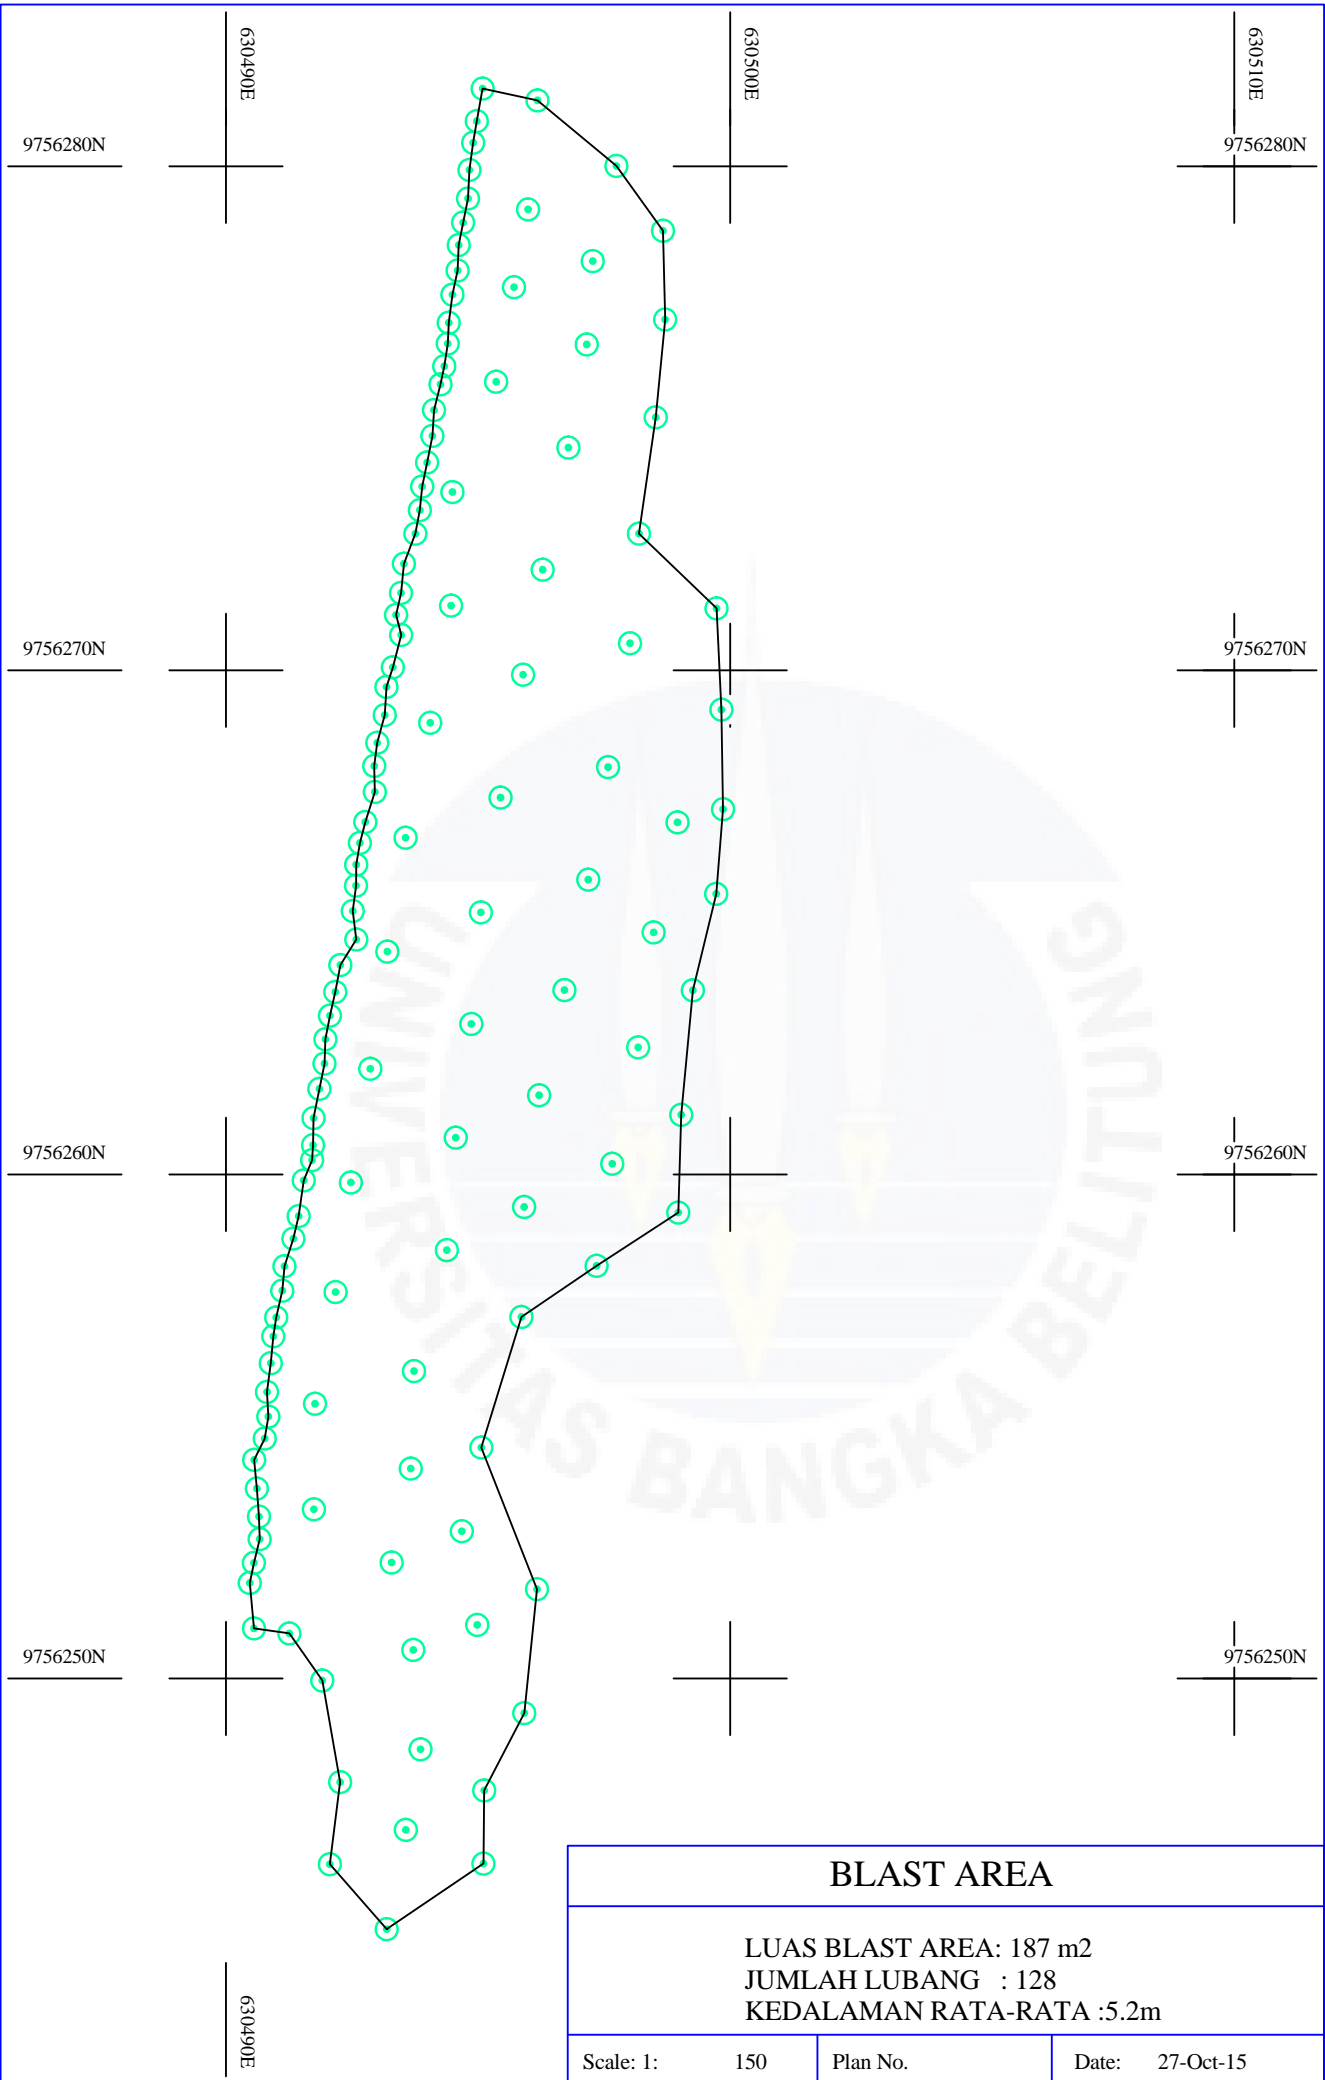 630490E
630500E
630510E
9756280N
9756280N
9756270N
9756270N
UNIVERSITAS BANGKA BELITUNG
9756260N
9756260N
9756250N
9756250N
630490E
BLAST AREA
LUAS BLAST AREA: 187 m2
JUMLAH LUBANG : 128
KEDALAMAN RATA-RATA :5.2m
Scale: 1: 150 Plan No. Date: 27-Oct-15